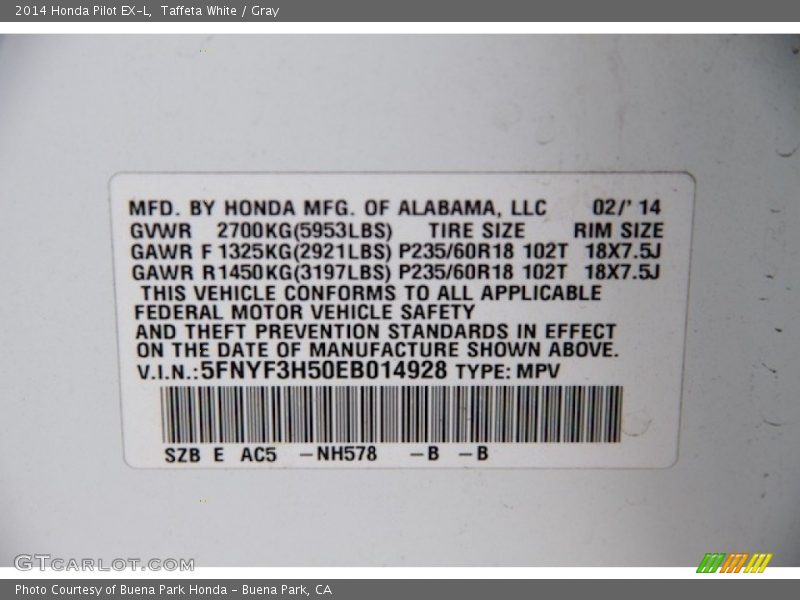 2014 Honda Pilot EX-L, Taffeta White / Gray
MFD. BY HONDA MFG. OF ALABAMA, LLC 02/' 14
GVWR 2700KG(5953LBS) TIRE SIZE RIM SIZE
GAWR F 1325KG(2921LBS) P235/60R18 102T 18X7.5J
GAWR R1450KG(3197LBS) P235/60R18 102T 18X7.5J
THIS VEHICLE CONFORMS TO ALL APPLICABLE
FEDERAL MOTOR VEHICLE SAFETY
AND THEFT PREVENTION STANDARDS IN EFFECT
ON THE DATE OF MANUFACTURE SHOWN ABOVE.
V.I.N.:5FNYF3H50EB014928 TYPE: MPV
SZB E AC5 -NH578 -B -B
GTCARLOT.COM
Photo Courtesy of Buena Park Honda - Buena Park, CA